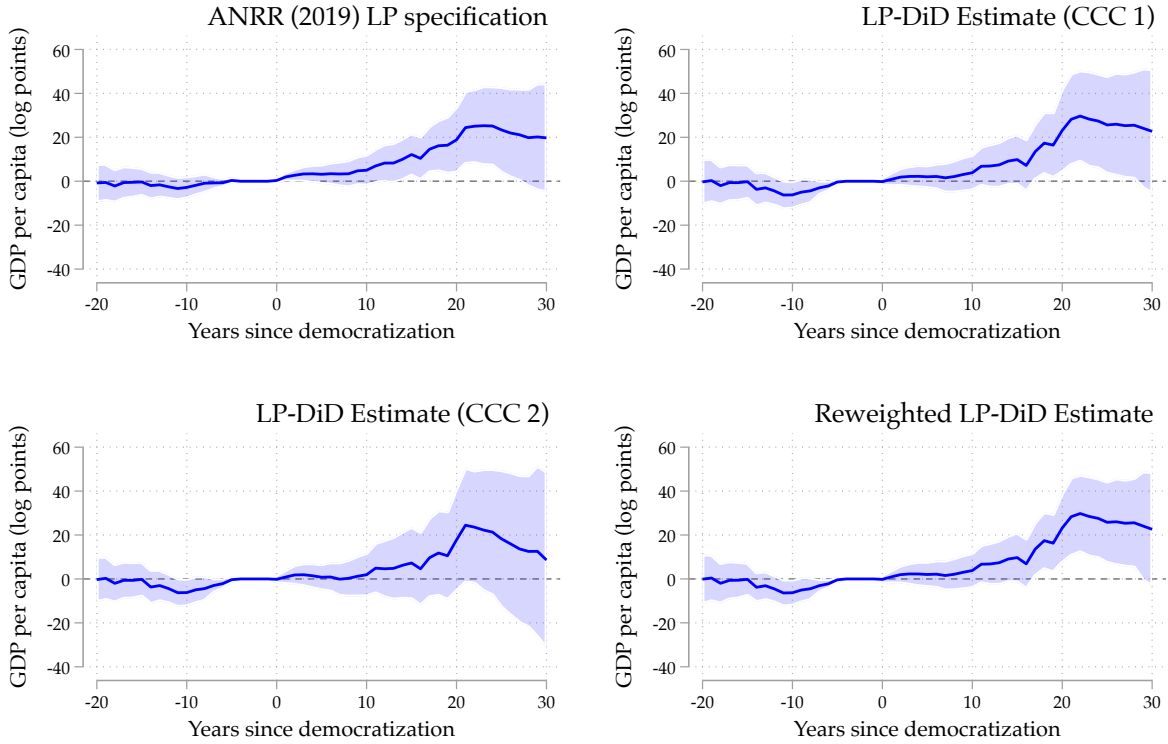 ANRR (2019) LP specification
GDP per capita (log points)
60
40
20
0
-20
-40
-20 -10 0 10 20 30
Years since democratization
LP-DiD Estimate (CCC 1)
GDP per capita (log points)
60
40
20
0
-20
-40
-20 -10 0 10 20 30
Years since democratization
LP-DiD Estimate (CCC 2)
GDP per capita (log points)
60
40
20
0
-20
-40
-20 -10 0 10 20 30
Years since democratization
Reweighted LP-DiD Estimate
GDP per capita (log points)
60
40
20
0
-20
-40
-20 -10 0 10 20 30
Years since democratization